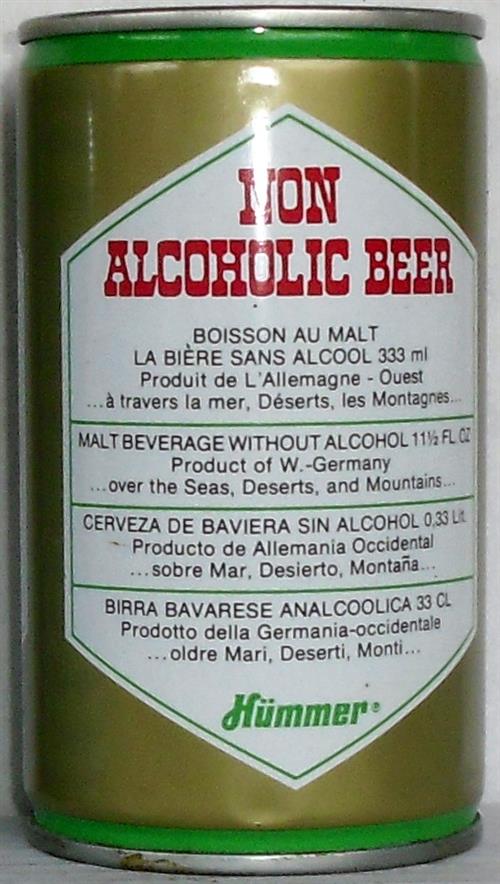 NON
ALCOHOLIC BEER
BOISSON AU MALT
LA BIÈRE SANS ALCOOL 333 ml
Produit de L'Allemagne - Ouest
...à travers la mer, Déserts, les Montagnes...
MALT BEVERAGE WITHOUT ALCOHOL 11½ FL.OZ
Product of W.-Germany
...over the Seas, Deserts, and Mountains...
CERVEZA DE BAVIERA SIN ALCOHOL 0,33 Lit.
Producto de Allemania Occidental
...sobre Mar, Desierto, Montaña...
BIRRA BAVARESE ANALCOOLICA 33 CL
Prodotto della Germania-occidentale
...oldre Mari, Deserti, Monti...
Hümmer®